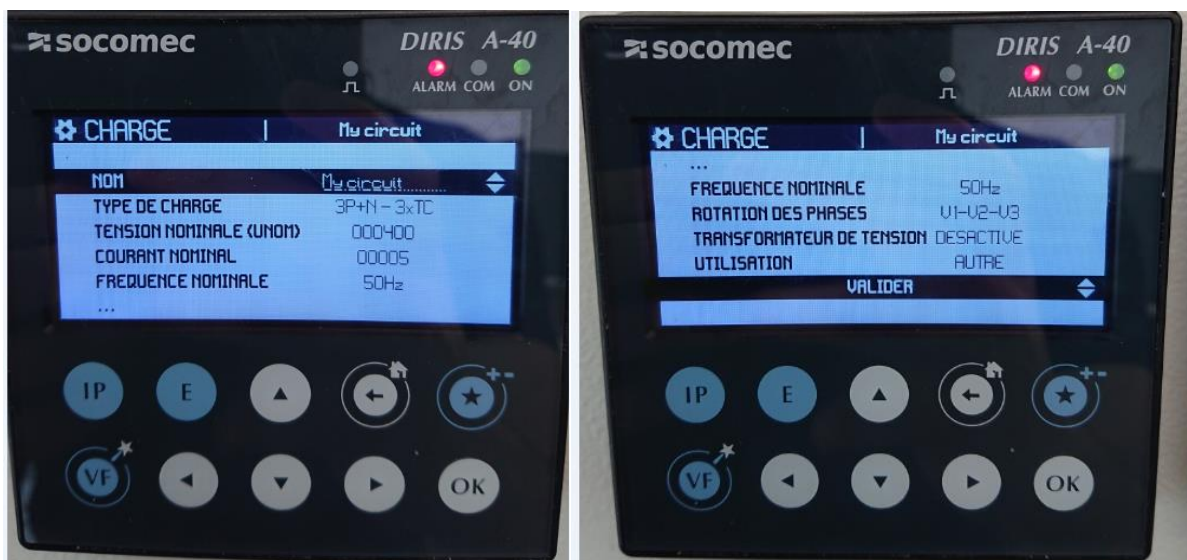 socomec
DIRIS A-40
ALARM COM ON
CHARGE | My circuit
NOM My circuit
TYPE DE CHARGE 3P+N - 3xTC
TENSION NOMINALE (UNOM) 000400
COURANT NOMINAL 00005
FREQUENCE NOMINALE 50Hz
...
IP E
VF OK
socomec
DIRIS A-40
ALARM COM ON
CHARGE | My circuit
...
FREQUENCE NOMINALE 50Hz
ROTATION DES PHASES V1-V2-V3
TRANSFORMATEUR DE TENSION DESACTIVE
UTILISATION AUTRE
VALIDER
IP E
VF OK